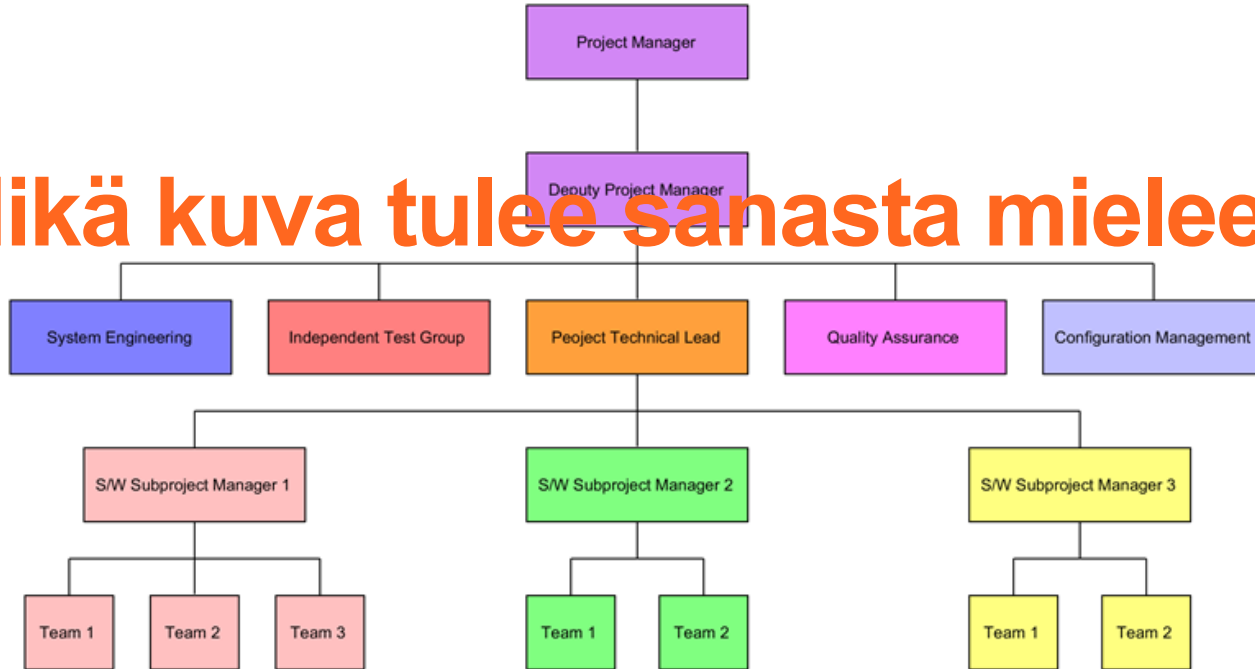 Project Manager
Deputy Project Manager
ikä kuva tulee sanasta mielee
System Engineering
Independent Test Group
Peoject Technical Lead
Quality Assurance
Configuration Management
S/W Subproject Manager 1
S/W Subproject Manager 2
S/W Subproject Manager 3
Team 1
Team 2
Team 3
Team 1
Team 2
Team 1
Team 2